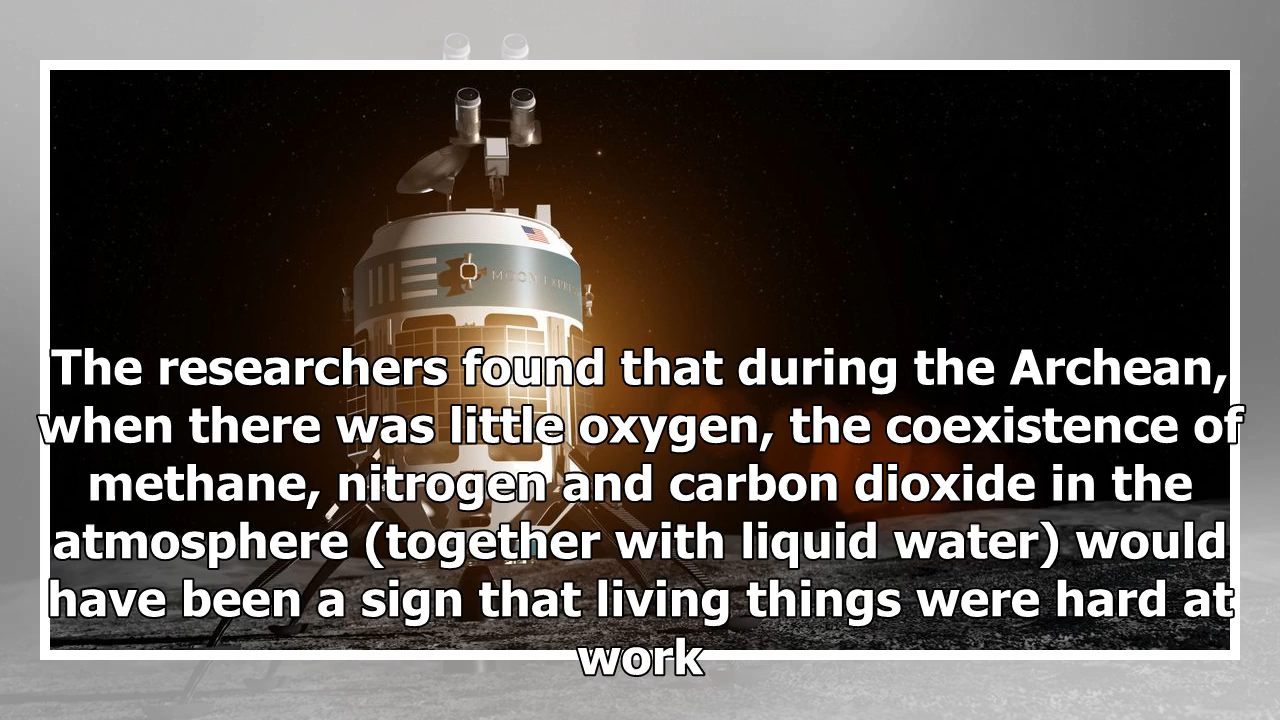 MOON EXPRESS
The researchers found that during the Archean,
when there was little oxygen, the coexistence of
methane, nitrogen and carbon dioxide in the
atmosphere (together with liquid water) would
have been a sign that living things were hard at
work